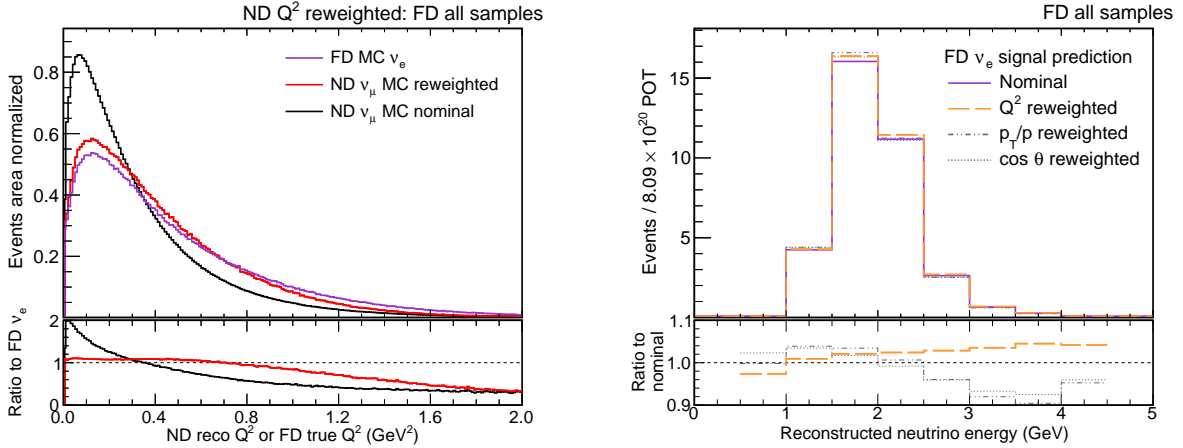 ND Q² reweighted: FD all samples
FD MC νe
ND νμ MC reweighted
ND νμ MC nominal
Events area normalized
0.8
0.6
0.4
0.2
Ratio to FD νe
2
1
0
0.0 0.4 0.8 1.2 1.6 2.0
ND reco Q² or FD true Q² (GeV²)
FD all samples
FD νe signal prediction
Nominal
Q² reweighted
p_T/p reweighted
cos θ reweighted
Events / 8.09 × 10²⁰ POT
15
10
5
Ratio to nominal
1.1
1.0
0.9
0 1 2 3 4 5
Reconstructed neutrino energy (GeV)